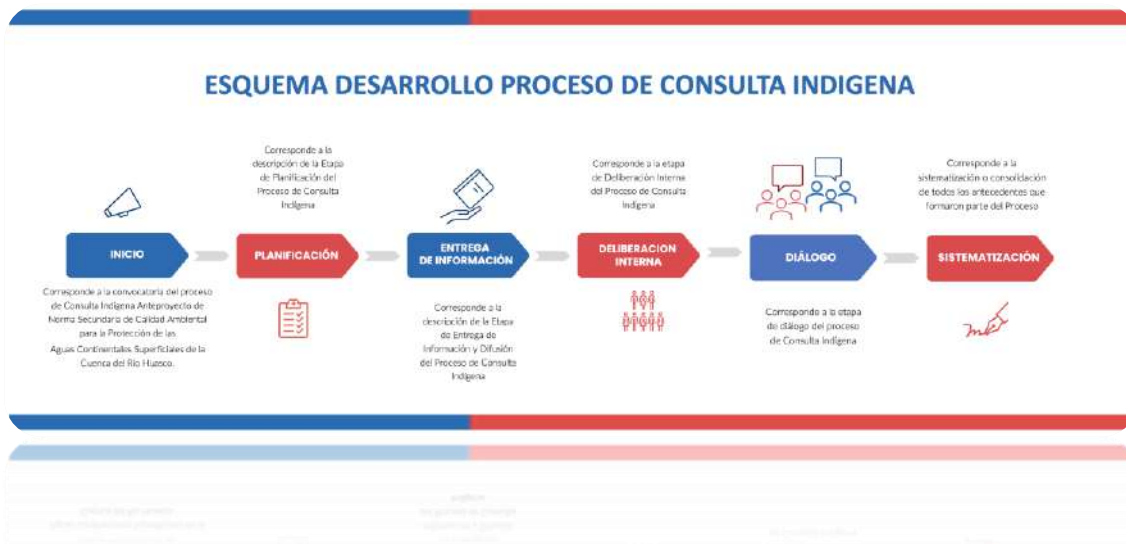 ESQUEMA DESARROLLO PROCESO DE CONSULTA INDIGENA
INICIO
Corresponde a la convocatoria del proceso
de Consulta Indígena Anteproyecto de
Norma Secundaria de Calidad Ambiental
para la Protección de las
Aguas Continentales Superficiales de la
Cuenca del Río Huasco.
Corresponde a la
descripción de la Etapa
de Planificación del
Proceso de Consulta
Indígena
PLANIFICACIÓN
ENTREGA
DE INFORMACIÓN
Corresponde a la
descripción de la Etapa
de Entrega de
Información y Difusión
del Proceso de Consulta
Indígena
Corresponde a la etapa
de Deliberación Interna
del Proceso de Consulta
Indígena
DELIBERACION
INTERNA
DIÁLOGO
Corresponde a la etapa
de diálogo del proceso
de Consulta Indígena
Corresponde a la
sistematización o consolidación
de todos los antecedentes que
formaron parte del Proceso
SISTEMATIZACIÓN